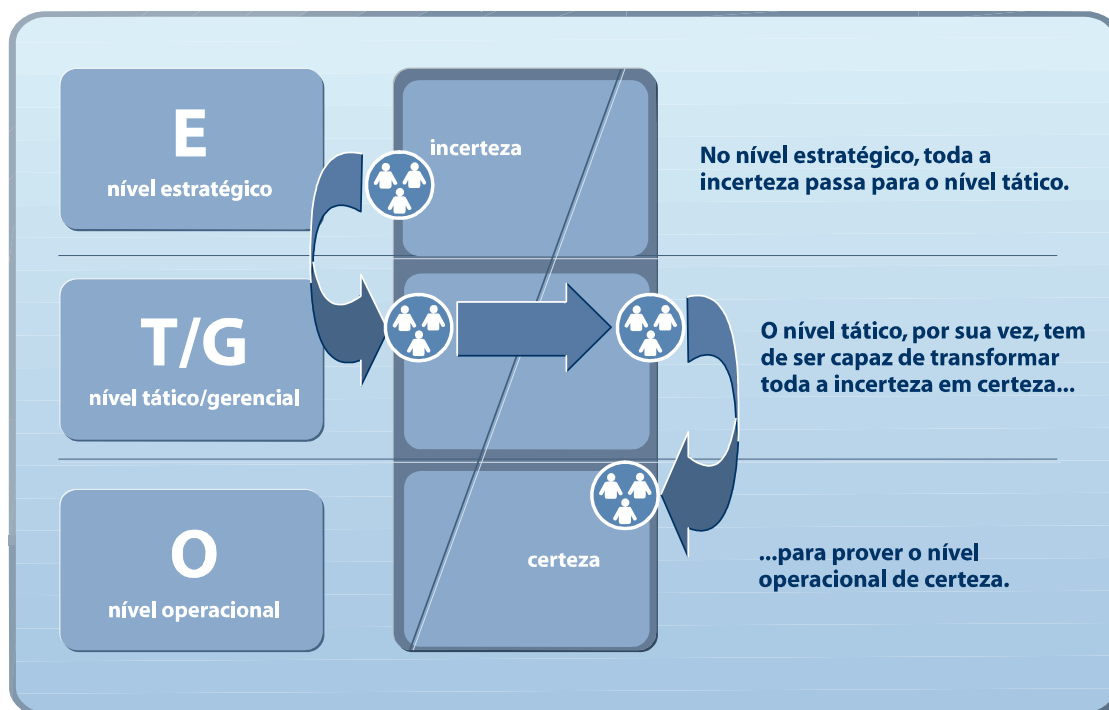 E
nível estratégico
incerteza
No nível estratégico, toda a
incerteza passa para o nível tático.
T/G
nível tático/gerencial
O nível tático, por sua vez, tem
de ser capaz de transformar
toda a incerteza em certeza...
O
nível operacional
certeza
...para prover o nível
operacional de certeza.